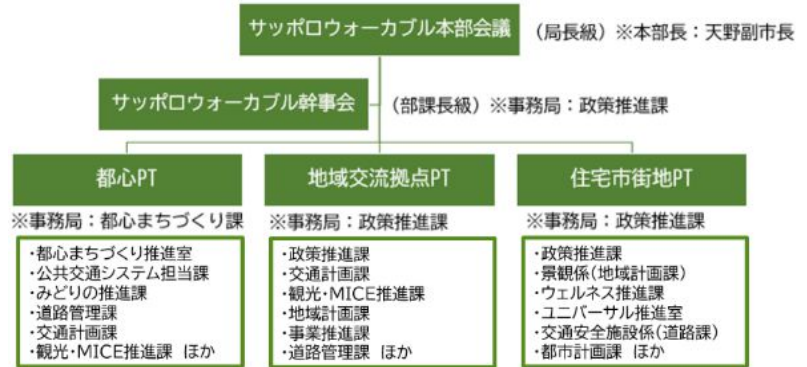 サッポロウォーカブル本部会議 (局長級)※本部長：天野副市長
サッポロウォーカブル幹事会 (部課長級)※事務局：政策推進課
都心PT
※事務局：都心まちづくり課
・都心まちづくり推進室
・公共交通システム担当課
・みどりの推進課
・道路管理課
・交通計画課
・観光・MICE推進課 ほか
地域交流拠点PT
※事務局：政策推進課
・政策推進課
・交通計画課
・観光・MICE推進課
・地域計画課
・事業推進課
・道路管理課 ほか
住宅市街地PT
※事務局：政策推進課
・政策推進課
・景観係(地域計画課)
・ウェルネス推進課
・ユニバーサル推進室
・交通安全施設係(道路課)
・都市計画課 ほか